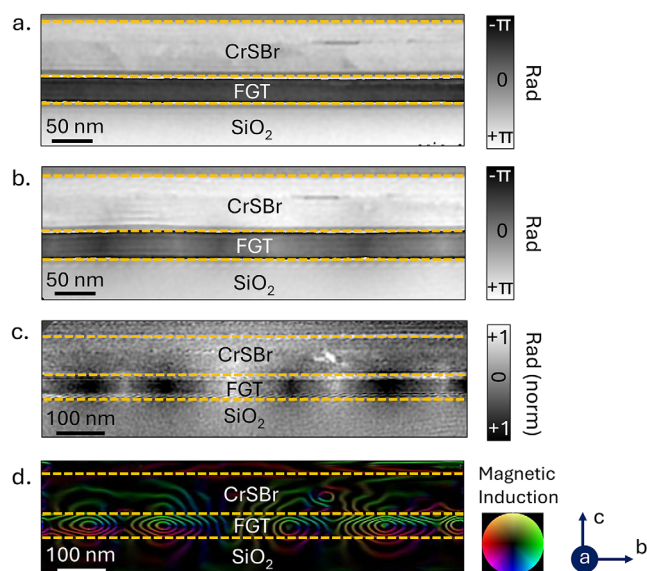 a.
CrSBr
FGT
SiO₂
50 nm
-π
0
+π
Rad
b.
CrSBr
FGT
SiO₂
50 nm
-π
0
+π
Rad
c.
CrSBr
FGT
SiO₂
100 nm
+1
0
+1
Rad (norm)
d.
CrSBr
FGT
SiO₂
100 nm
Magnetic
Induction
c
a
b